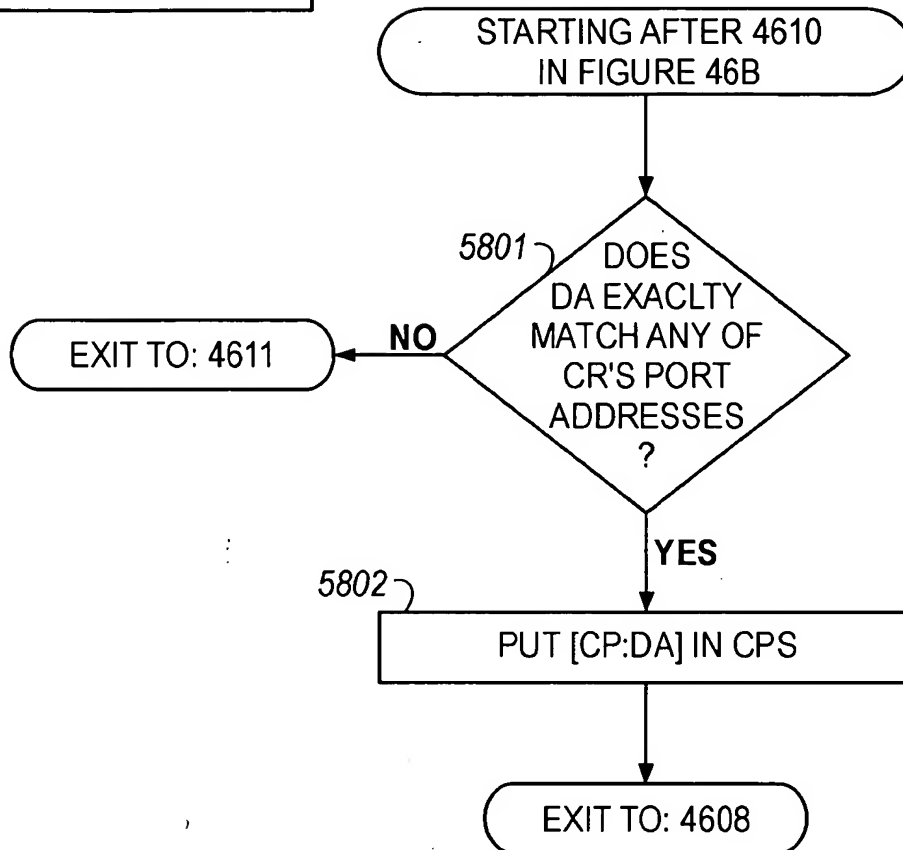 STARTING AFTER 4610
IN FIGURE 46B
5801
DOES
DA EXACLTY
MATCH ANY OF
CR'S PORT
ADDRESSES
?
NO
EXIT TO: 4611
YES
5802
PUT [CP:DA] IN CPS
EXIT TO: 4608